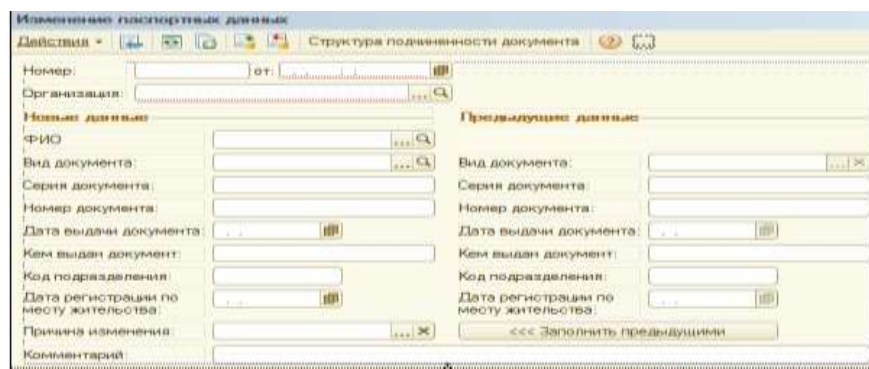 Изменение паспортных данных
Действия Структура подчиненности документа
Номер: от:
Организация:
Новые данные Предыдущие данные
ФИО
Вид документа: Вид документа:
Серия документа: Серия документа:
Номер документа: Номер документа:
Дата выдачи документа: Дата выдачи документа:
Кем выдан документ: Кем выдан документ:
Код подразделения: Код подразделения:
Дата регистрации по Дата регистрации по
месту жительства: месту жительства:
Причина изменения: <<< Заполнить предыдущими
Комментарий: